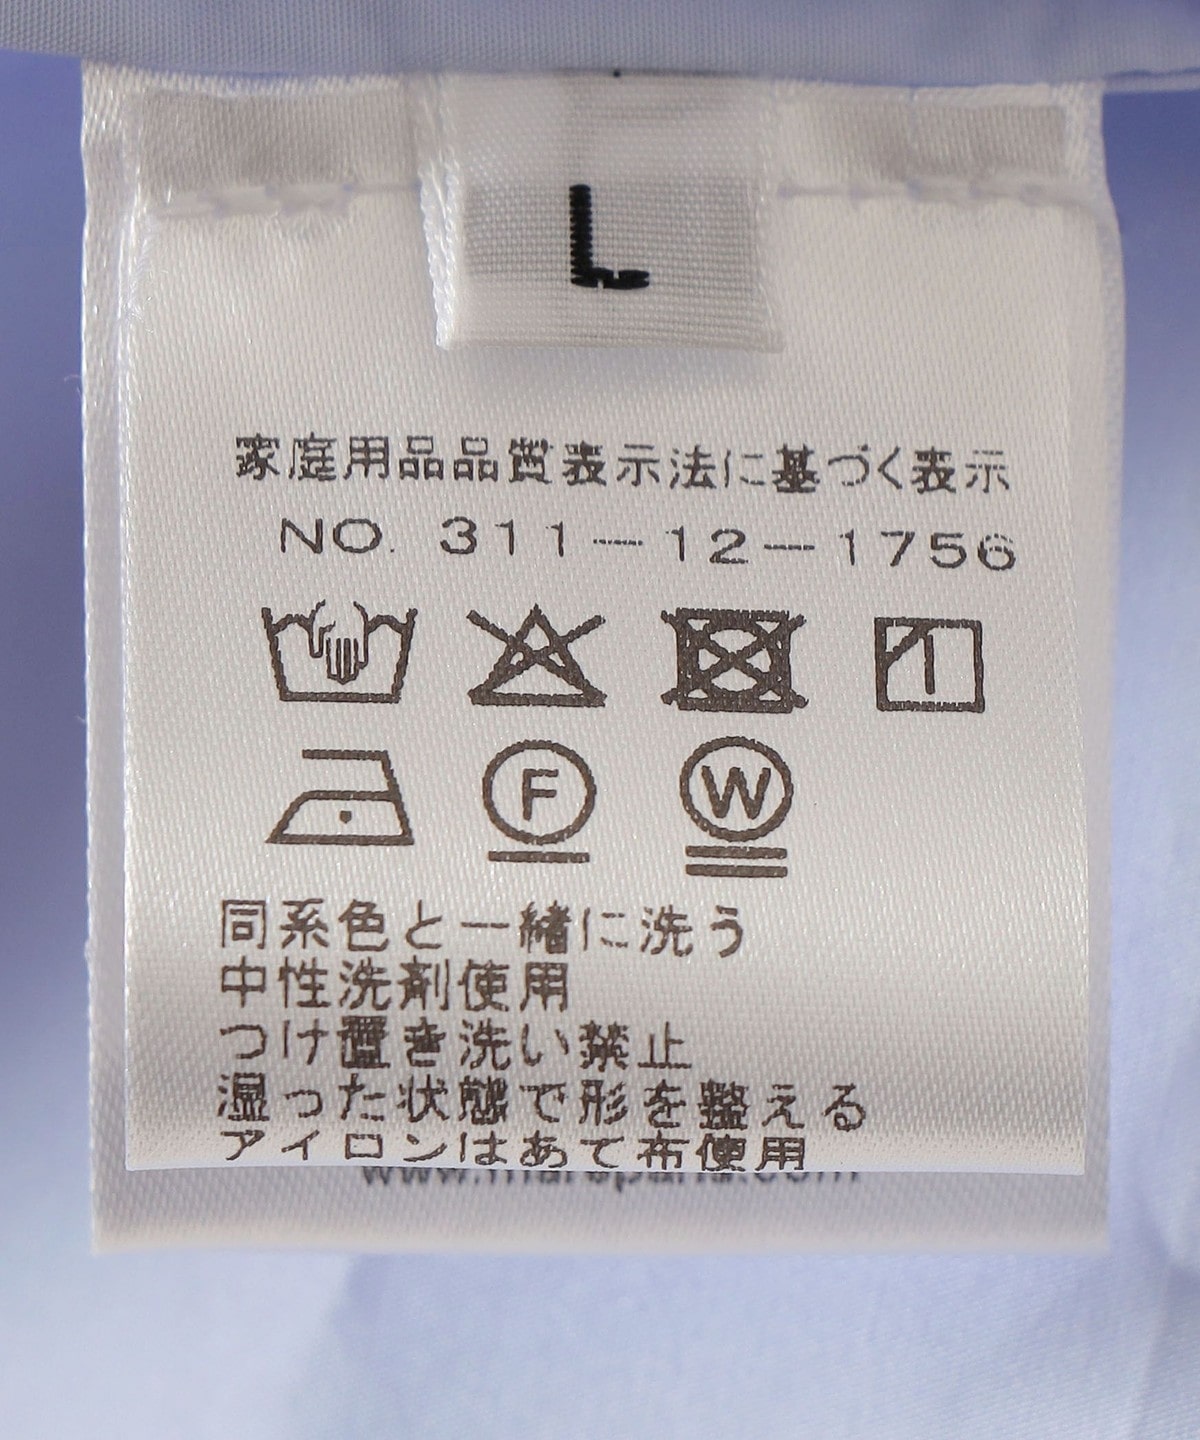 L
家庭用品品質表示法に基づく表示
NO. 311—12—1756
F W
同系色と一緒に洗う
中性洗剤使用
つけ置き洗い禁止
湿った状態で形を整える
アイロンはあて布使用